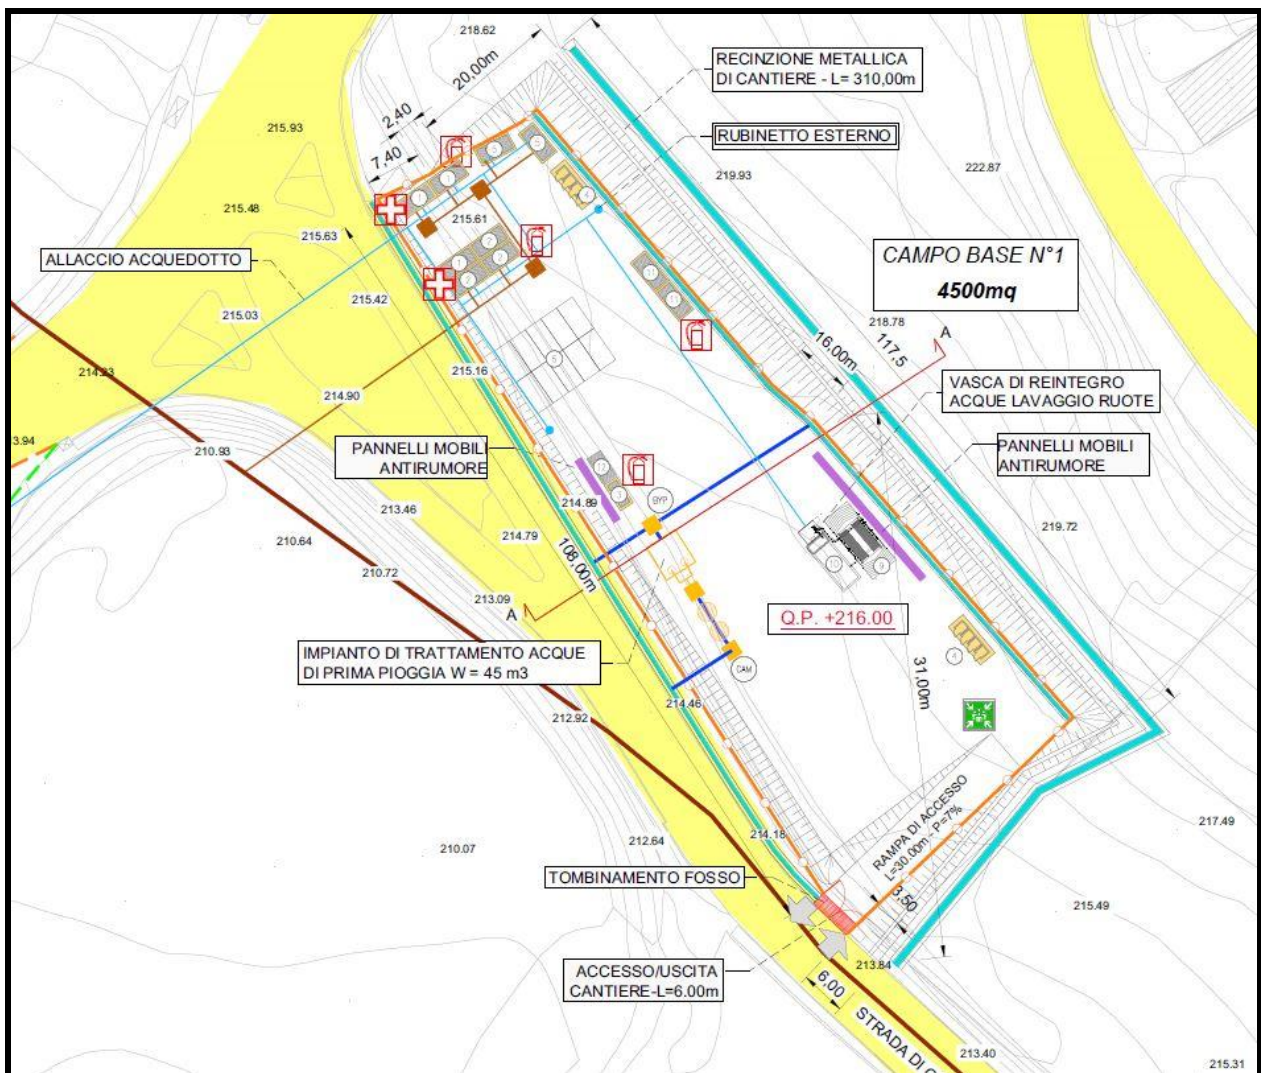 218.62
20,00m
RECINZIONE METALLICA
DI CANTIERE - L= 310,00m
2,40
215.93
RUBINETTO ESTERNO
7,40
219.93
222.87
215.48
215.61
215.63
CAMPO BASE N°1
4500mq
ALLACCIO ACQUEDOTTO
215.42
215.03
218.78
117,5
A
16,00m
215.16
214.23
214.90
VASCA DI REINTEGRO
ACQUE LAVAGGIO RUOTE
3.94
210.93
PANNELLI MOBILI
ANTIRUMORE
PANNELLI MOBILI
ANTIRUMORE
214.89
BYP
213.46
219.72
210.64
214.79
108,00m
210.72
213.09
A
10
9
Q.P. +216.00
IMPIANTO DI TRATTAMENTO ACQUE
DI PRIMA PIOGGIA W = 45 m3
CAM
4
31,00m
214.46
212.92
RAMPA DI ACCESSO
L=30.00m - P=7%
217.49
214.18
212.64
210.07
TOMBINAMENTO FOSSO
3,50
215.49
ACCESSO/USCITA
CANTIERE-L=6.00m
213.84
6,00
STRADA DI
213.40
215.31